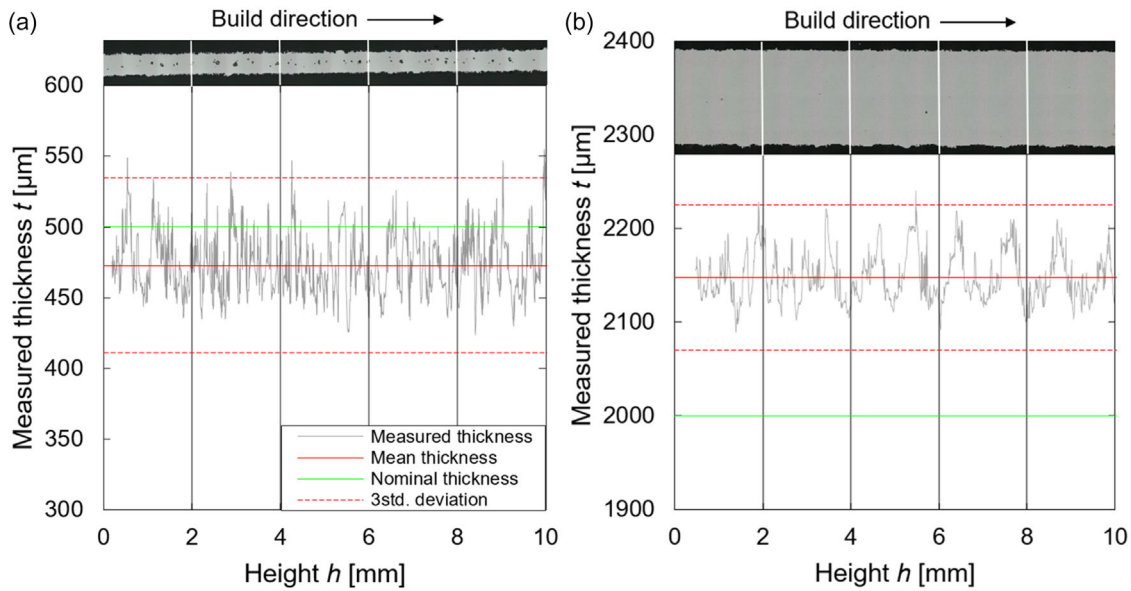 (a)
Build direction
600
550
500
450
400
350
300
Measured thickness t [µm]
Measured thickness
Mean thickness
Nominal thickness
3std. deviation
0 2 4 6 8 10
Height h [mm]
(b)
Build direction
2400
2300
2200
2100
2000
1900
Measured thickness t [µm]
0 2 4 6 8 10
Height h [mm]